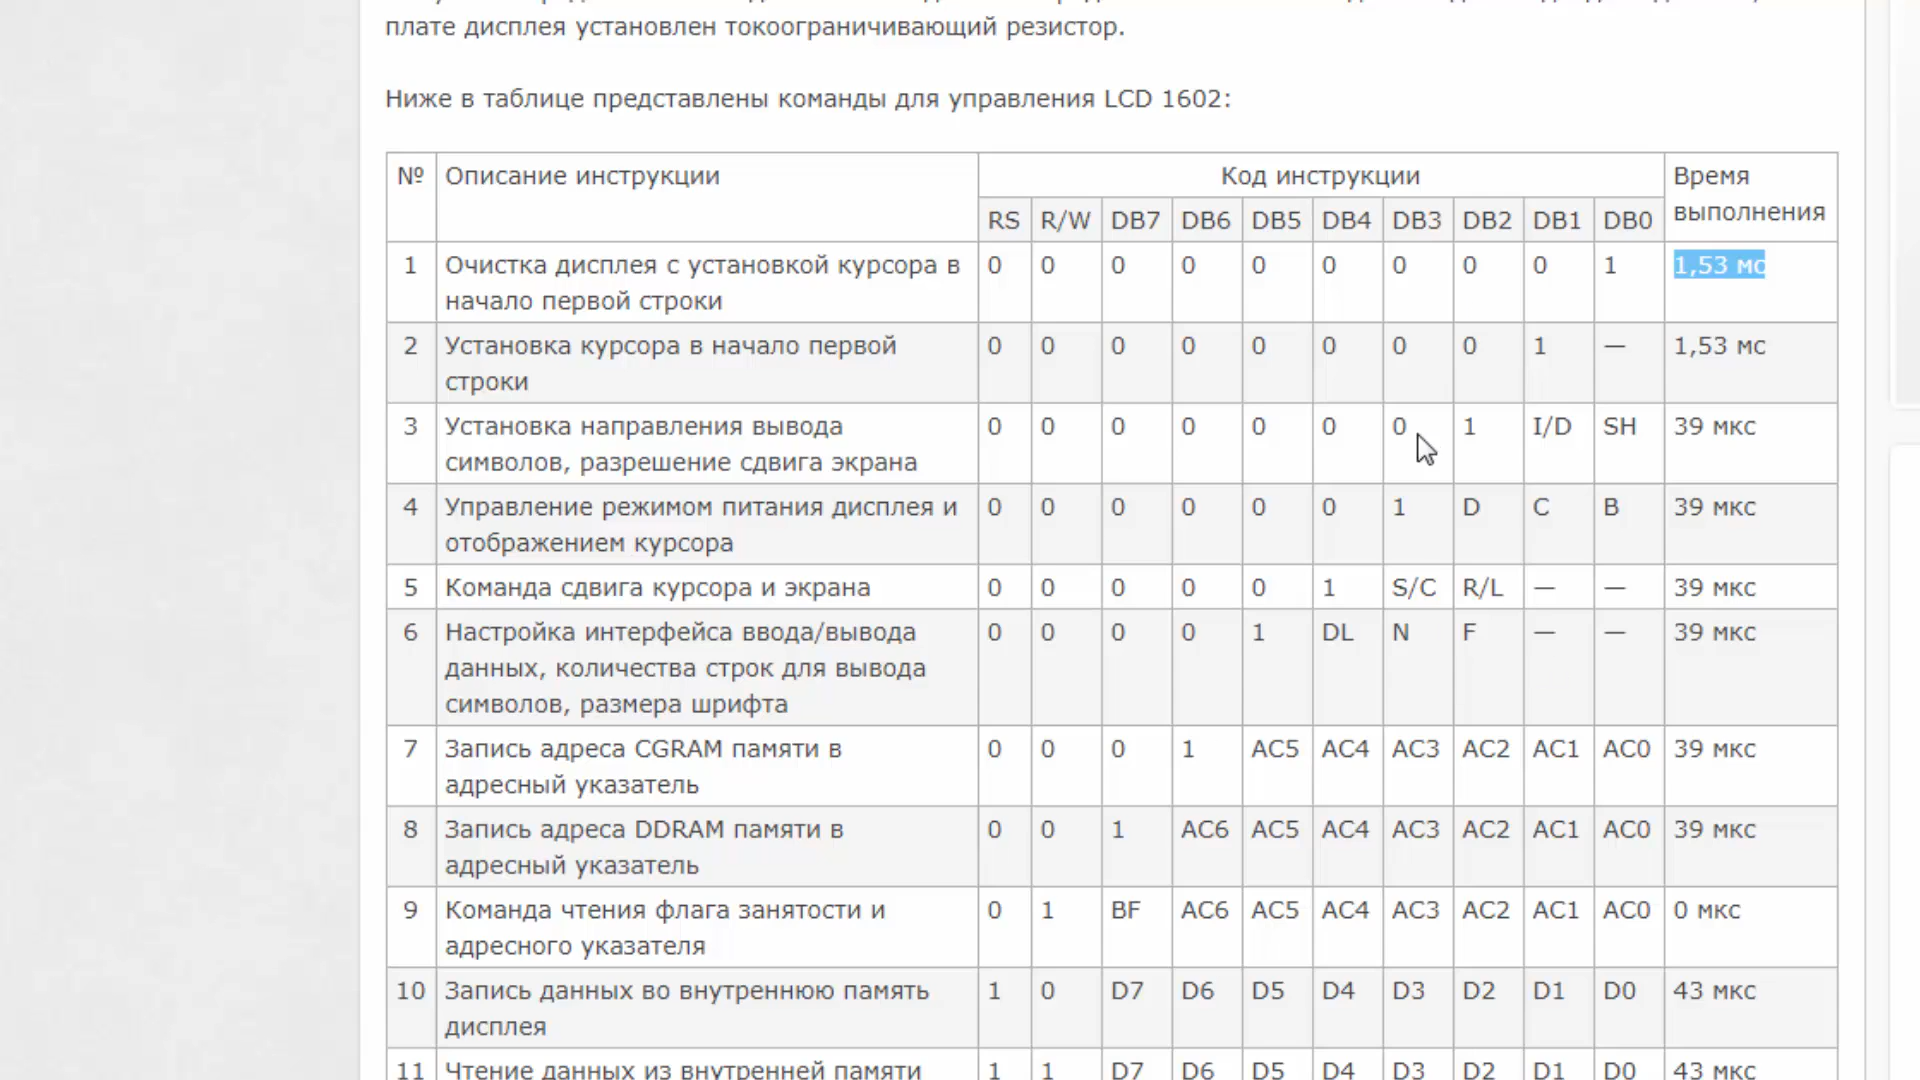 плате дисплея установлен токоограничивающий резистор.
Ниже в таблице представлены команды для управления LCD 1602:
№ Описание инструкции Код инструкции Время выполнения
RS R/W DB7 DB6 DB5 DB4 DB3 DB2 DB1 DB0
1 Очистка дисплея с установкой курсора в 0 0 0 0 0 0 0 0 0 1 1,53 мс
начало первой строки
2 Установка курсора в начало первой 0 0 0 0 0 0 0 0 1 — 1,53 мс
строки
3 Установка направления вывода 0 0 0 0 0 0 0 1 I/D SH 39 мкс
символов, разрешение сдвига экрана
4 Управление режимом питания дисплея и 0 0 0 0 0 0 1 D C B 39 мкс
отображением курсора
5 Команда сдвига курсора и экрана 0 0 0 0 0 1 S/C R/L — — 39 мкс
6 Настройка интерфейса ввода/вывода 0 0 0 0 1 DL N F — — 39 мкс
данных, количества строк для вывода
символов, размера шрифта
7 Запись адреса CGRAM памяти в 0 0 0 1 AC5 AC4 AC3 AC2 AC1 AC0 39 мкс
адресный указатель
8 Запись адреса DDRAM памяти в 0 0 1 AC6 AC5 AC4 AC3 AC2 AC1 AC0 39 мкс
адресный указатель
9 Команда чтения флага занятости и 0 1 BF AC6 AC5 AC4 AC3 AC2 AC1 AC0 0 мкс
адресного указателя
10 Запись данных во внутреннюю память 1 0 D7 D6 D5 D4 D3 D2 D1 D0 43 мкс
дисплея
11 Чтение данных из внутренней памяти 1 1 D7 D6 D5 D4 D3 D2 D1 D0 43 мкс